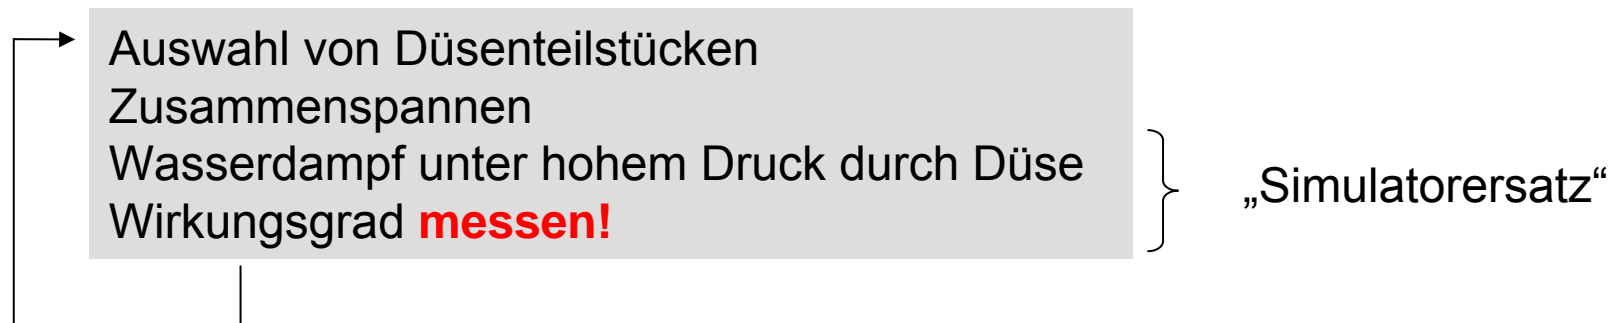 Auswahl von Düsenteilstücken
Zusammenspannen
Wasserdampf unter hohem Druck durch Düse
Wirkungsgrad messen!
„Simulatorersatz“